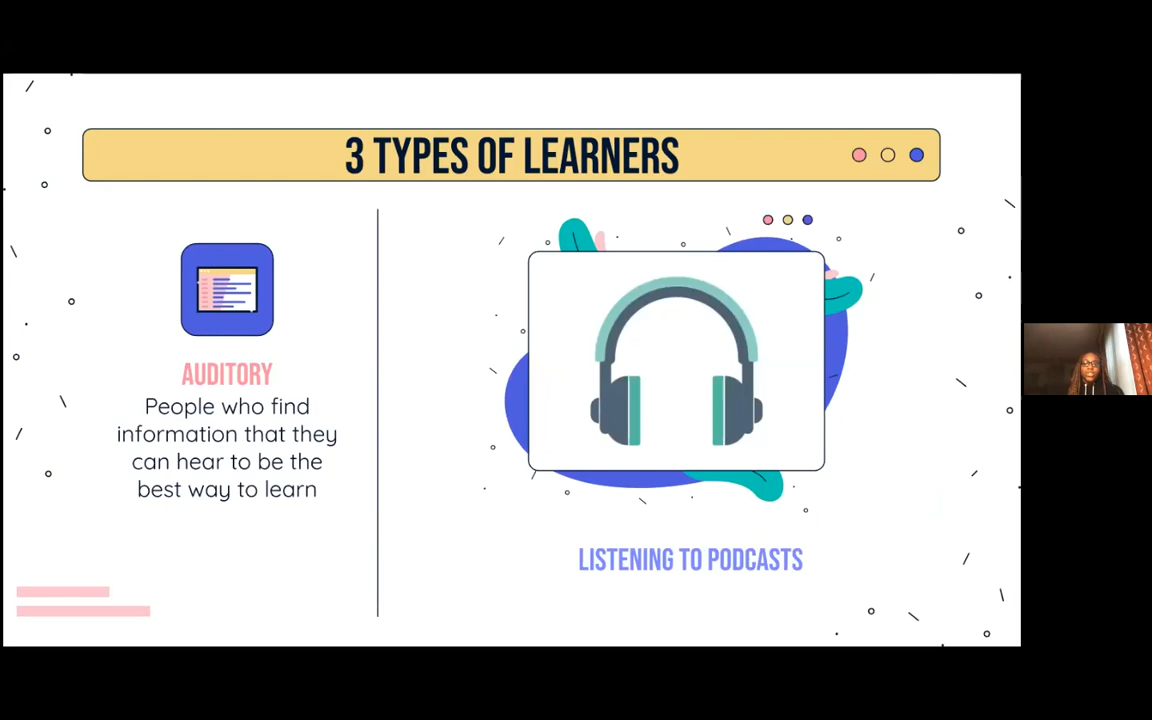 3 TYPES OF LEARNERS
AUDITORY
People who find
information that they
can hear to be the
best way to learn
LISTENING TO PODCASTS